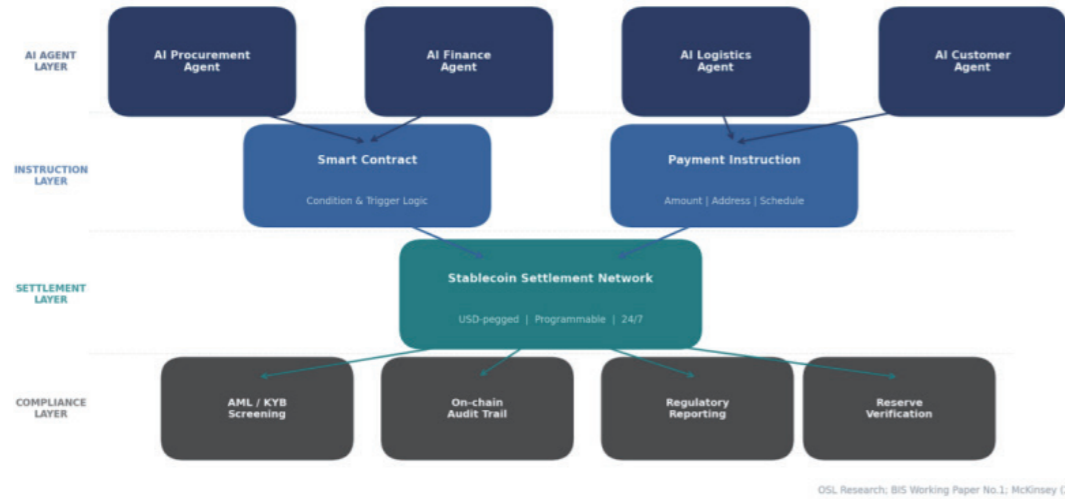 AI AGENT
LAYER
AI Procurement
Agent
AI Finance
Agent
AI Logistics
Agent
AI Customer
Agent
INSTRUCTION
LAYER
Smart Contract
Condition & Trigger Logic
Payment Instruction
Amount | Address | Schedule
SETTLEMENT
LAYER
Stablecoin Settlement Network
USD-pegged | Programmable | 24/7
COMPLIANCE
LAYER
AML / KYB
Screening
On-chain
Audit Trail
Regulatory
Reporting
Reserve
Verification
OSL Research; BIS Working Paper No.1; McKinsey